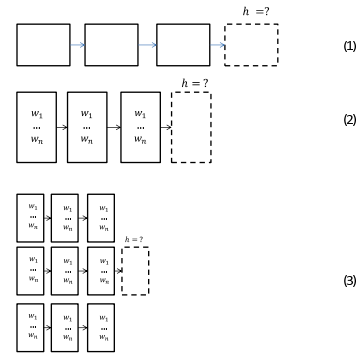 h =?
(1)
h = ?
w1 w1 w1
... ... ...
wn wn wn
(2)
w1 w1 w1
... ... ...
wn wn wn
h = ?
w1 w1 w1
... ... ...
wn wn wn
(3)
w1 w1 w1
... ... ...
wn wn wn